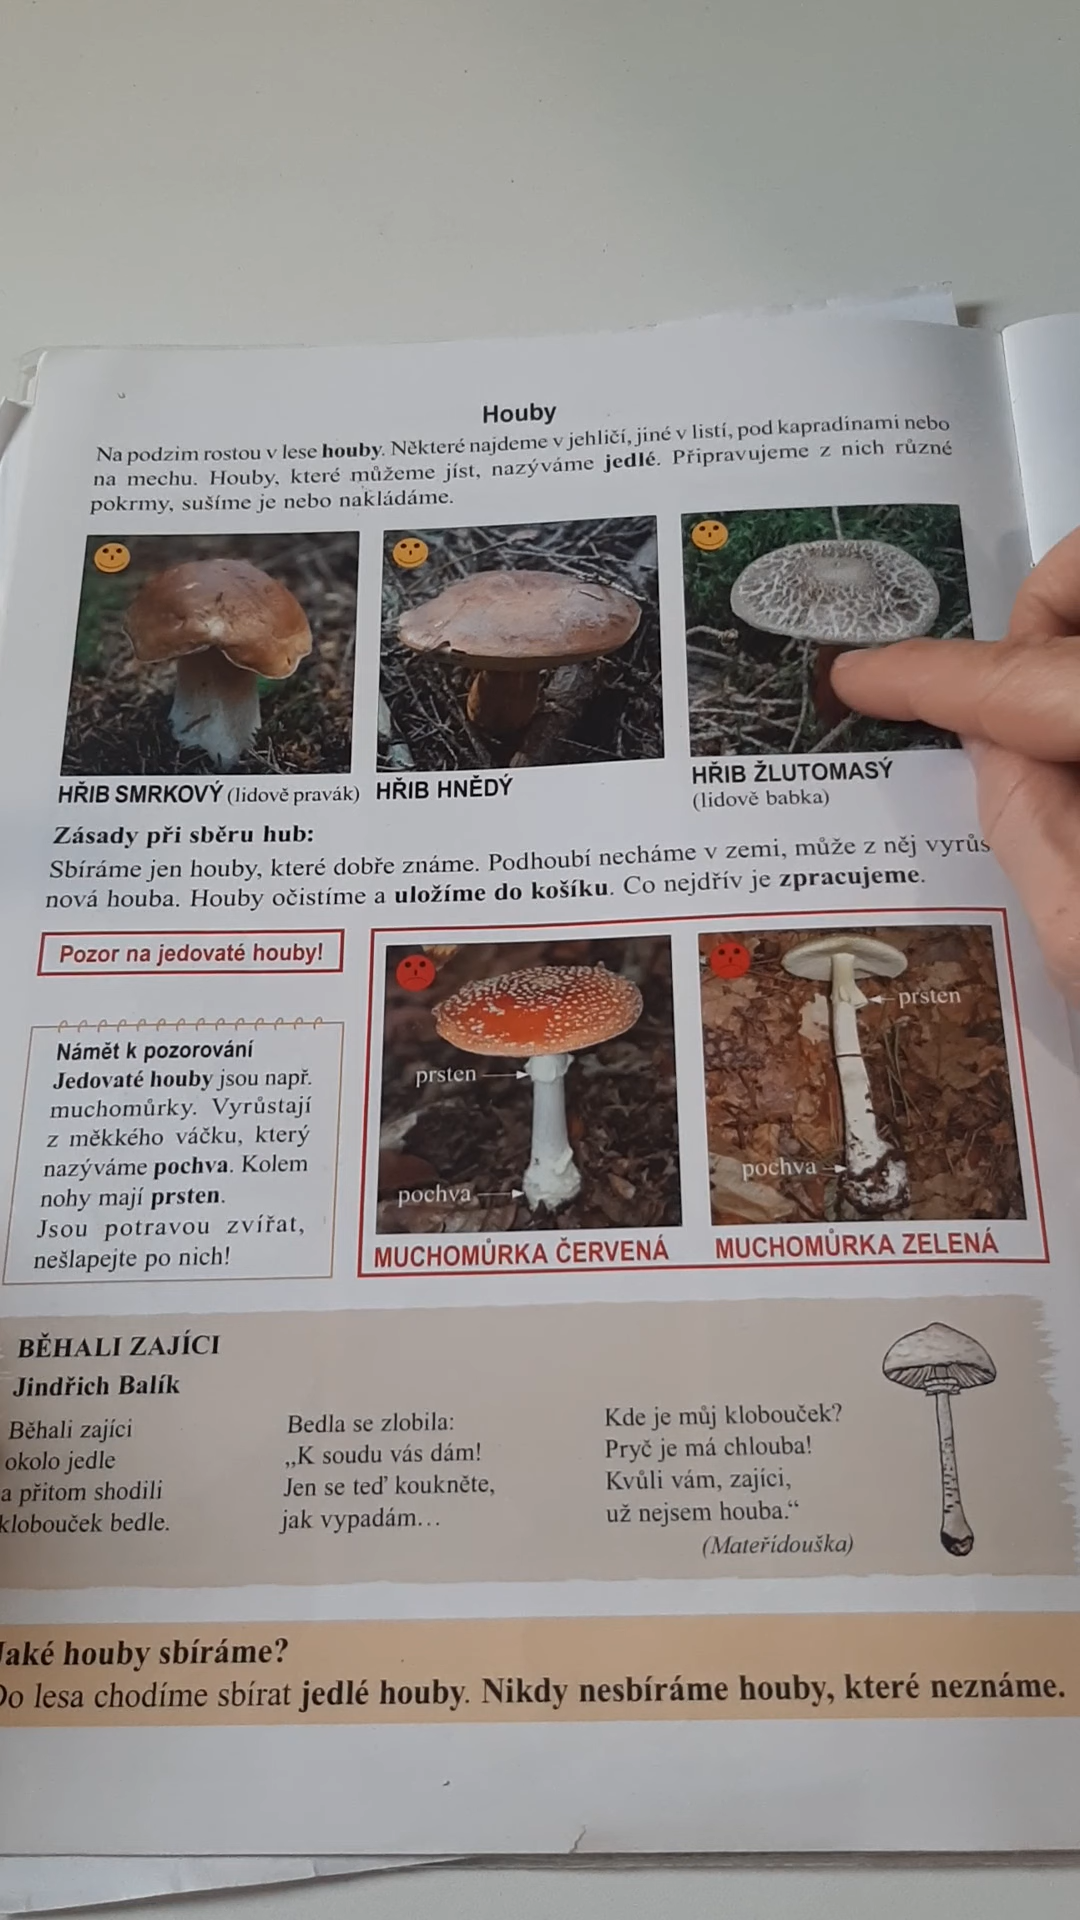 Houby
Na podzim rostou v lese houby. Některé najdeme v jehličí, jiné v listí, pod kapradinami nebo
na mechu. Houby, které můžeme jíst, nazýváme jedlé. Připravujeme z nich různé
pokrmy, sušíme je nebo nakládáme.
HŘIB SMRKOVÝ (lidově pravák)
HŘIB HNĚDÝ
HŘIB ŽLUTOMASÝ
(lidově babka)
Zásady při sběru hub:
Sbíráme jen houby, které dobře známe. Podhoubí necháme v zemi, může z něj vyrůs
nová houba. Houby očistíme a uložíme do košíku. Co nejdřív je zpracujeme.
Pozor na jedovaté houby!
Námět k pozorování
Jedovaté houby jsou např.
muchomůrky. Vyrůstají
z měkkého váčku, který
nazýváme pochva. Kolem
nohy mají prsten.
Jsou potravou zvířat,
nešlapejte po nich!
prsten
pochva
MUCHOMŮRKA ČERVENÁ
prsten
pochva
MUCHOMŮRKA ZELENÁ
BĚHALI ZAJÍCI
Jindřich Balík
Běhali zajíci
okolo jedle
a přitom shodili
klobouček bedle.
Bedla se zlobila:
„K soudu vás dám!
Jen se teď koukněte,
jak vypadám…
Kde je můj klobouček?
Pryč je má chlouba!
Kvůli vám, zajíci,
už nejsem houba.“
(Mateřídouška)
Jaké houby sbíráme?
Do lesa chodíme sbírat jedlé houby. Nikdy nesbíráme houby, které neznáme.